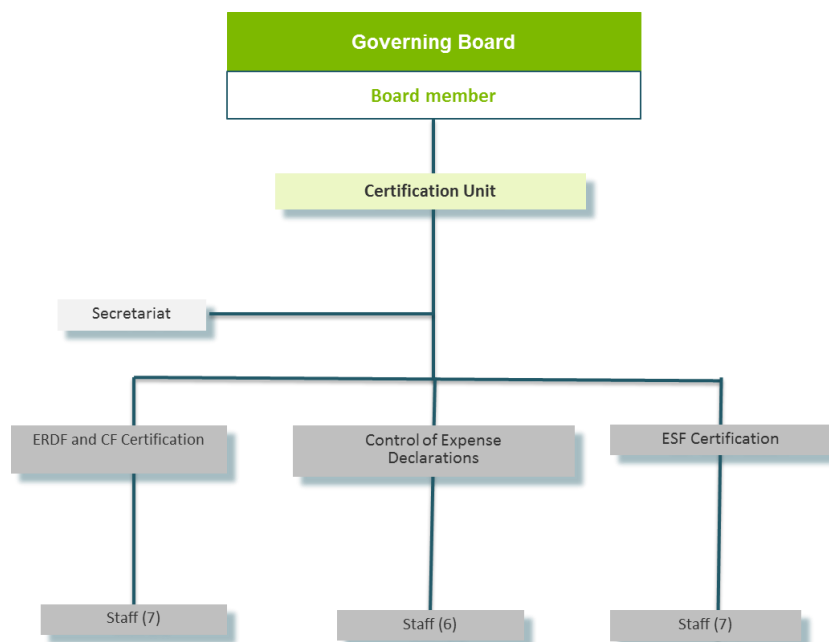 Governing Board
Board member
Certification Unit
Secretariat
ERDF and CF Certification
Control of Expense
Declarations
ESF Certification
Staff (7)
Staff (6)
Staff (7)